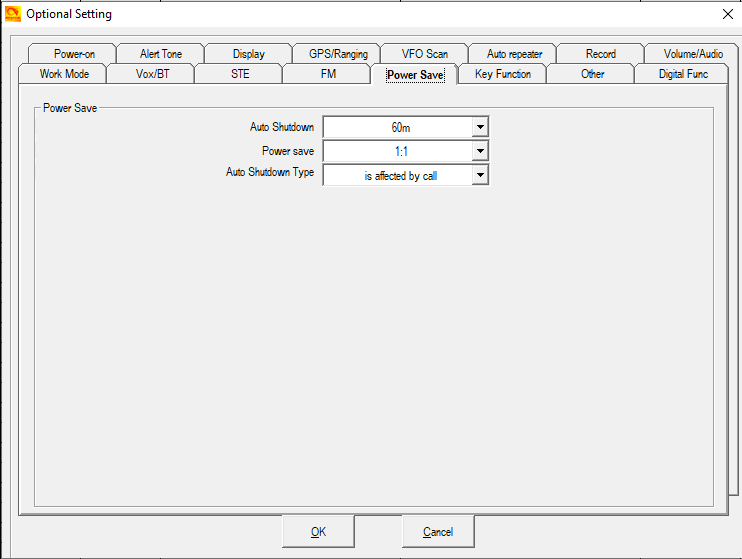 Optional Setting
Power-on Alert Tone Display GPS/Ranging VFO Scan Auto repeater Record Volume/Audio
Work Mode Vox/BT STE FM Power Save Key Function Other Digital Func
Power Save
Auto Shutdown 60m
Power save 1:1
Auto Shutdown Type is affected by call
OK Cancel